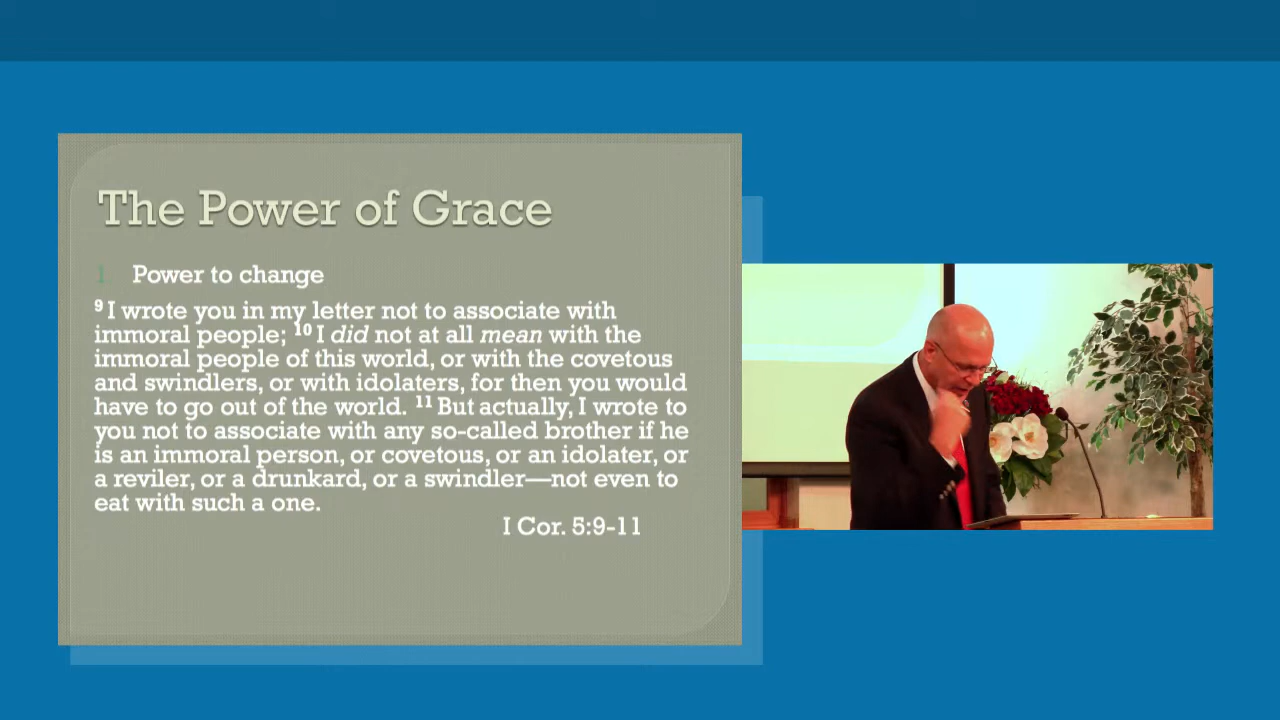 The Power of Grace
1 Power to change
9 I wrote you in my letter not to associate with
immoral people; 10 I did not at all mean with the
immoral people of this world, or with the covetous
and swindlers, or with idolaters, for then you would
have to go out of the world. 11 But actually, I wrote to
you not to associate with any so-called brother if he
is an immoral person, or covetous, or an idolater, or
a reviler, or a drunkard, or a swindler—not even to
eat with such a one.
I Cor. 5:9-11